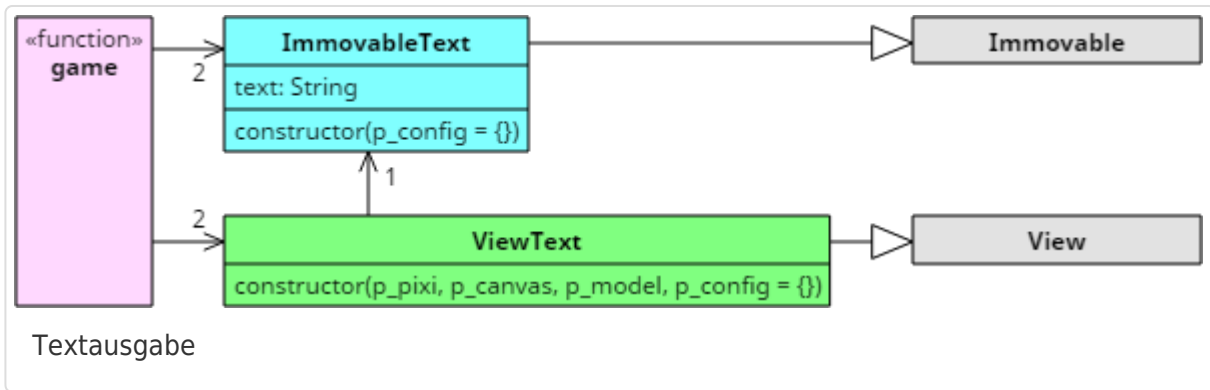 «function»
game
2
ImmovableText
text: String
constructor(p_config = {})
Immovable
1
2
ViewText
constructor(p_pixi, p_canvas, p_model, p_config = {})
View
Textausgabe